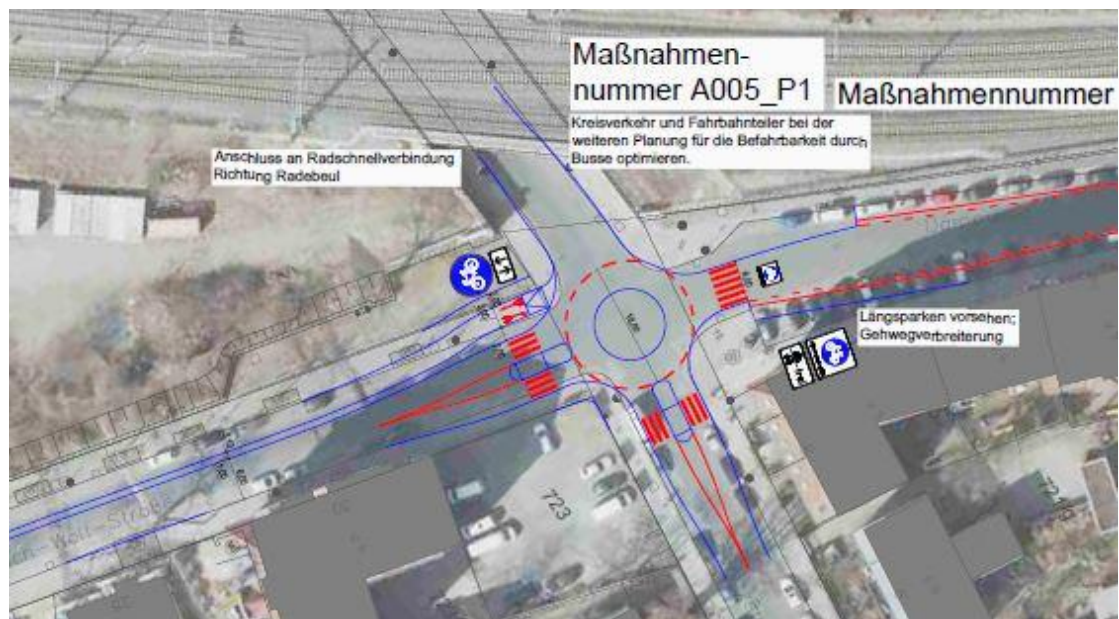 Maßnahmen-
nummer A005_P1
Maßnahmennummer
Kreisverkehr und Fahrbahnteiler bei der
weiteren Planung für die Befahrbarkeit durch
Busse optimieren.
Anschluss an Radschnellverbindung
Richtung Radebeul
Längsparken vorsehen;
Gehwegverbreiterung
723